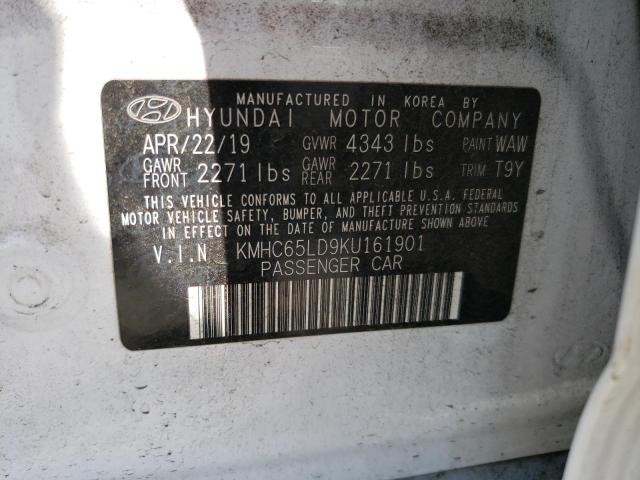 MANUFACTURED IN KOREA BY
HYUNDAI MOTOR COMPANY
APR/22/19 GVWR 4343 lbs PAINT WAW
GAWR FRONT 2271 lbs GAWR REAR 2271 lbs TRIM T9Y
THIS VEHICLE CONFORMS TO ALL APPLICABLE U.S.A. FEDERAL
MOTOR VEHICLE SAFETY, BUMPER, AND THEFT PREVENTION STANDARDS
IN EFFECT ON THE DATE OF MANUFACTURE SHOWN ABOVE.
V.I.N KMHC65LD9KU161901
PASSENGER CAR